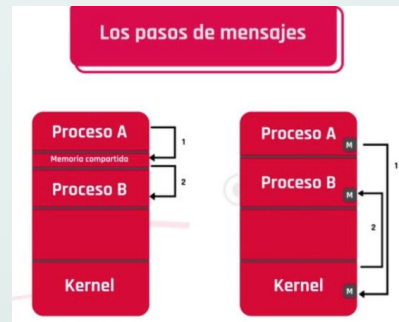 Los pasos de mensajes
Proceso A
Memoria compartida
Proceso B
Kernel
1
2
Proceso A
M
Proceso B
M
Kernel
M
1
2